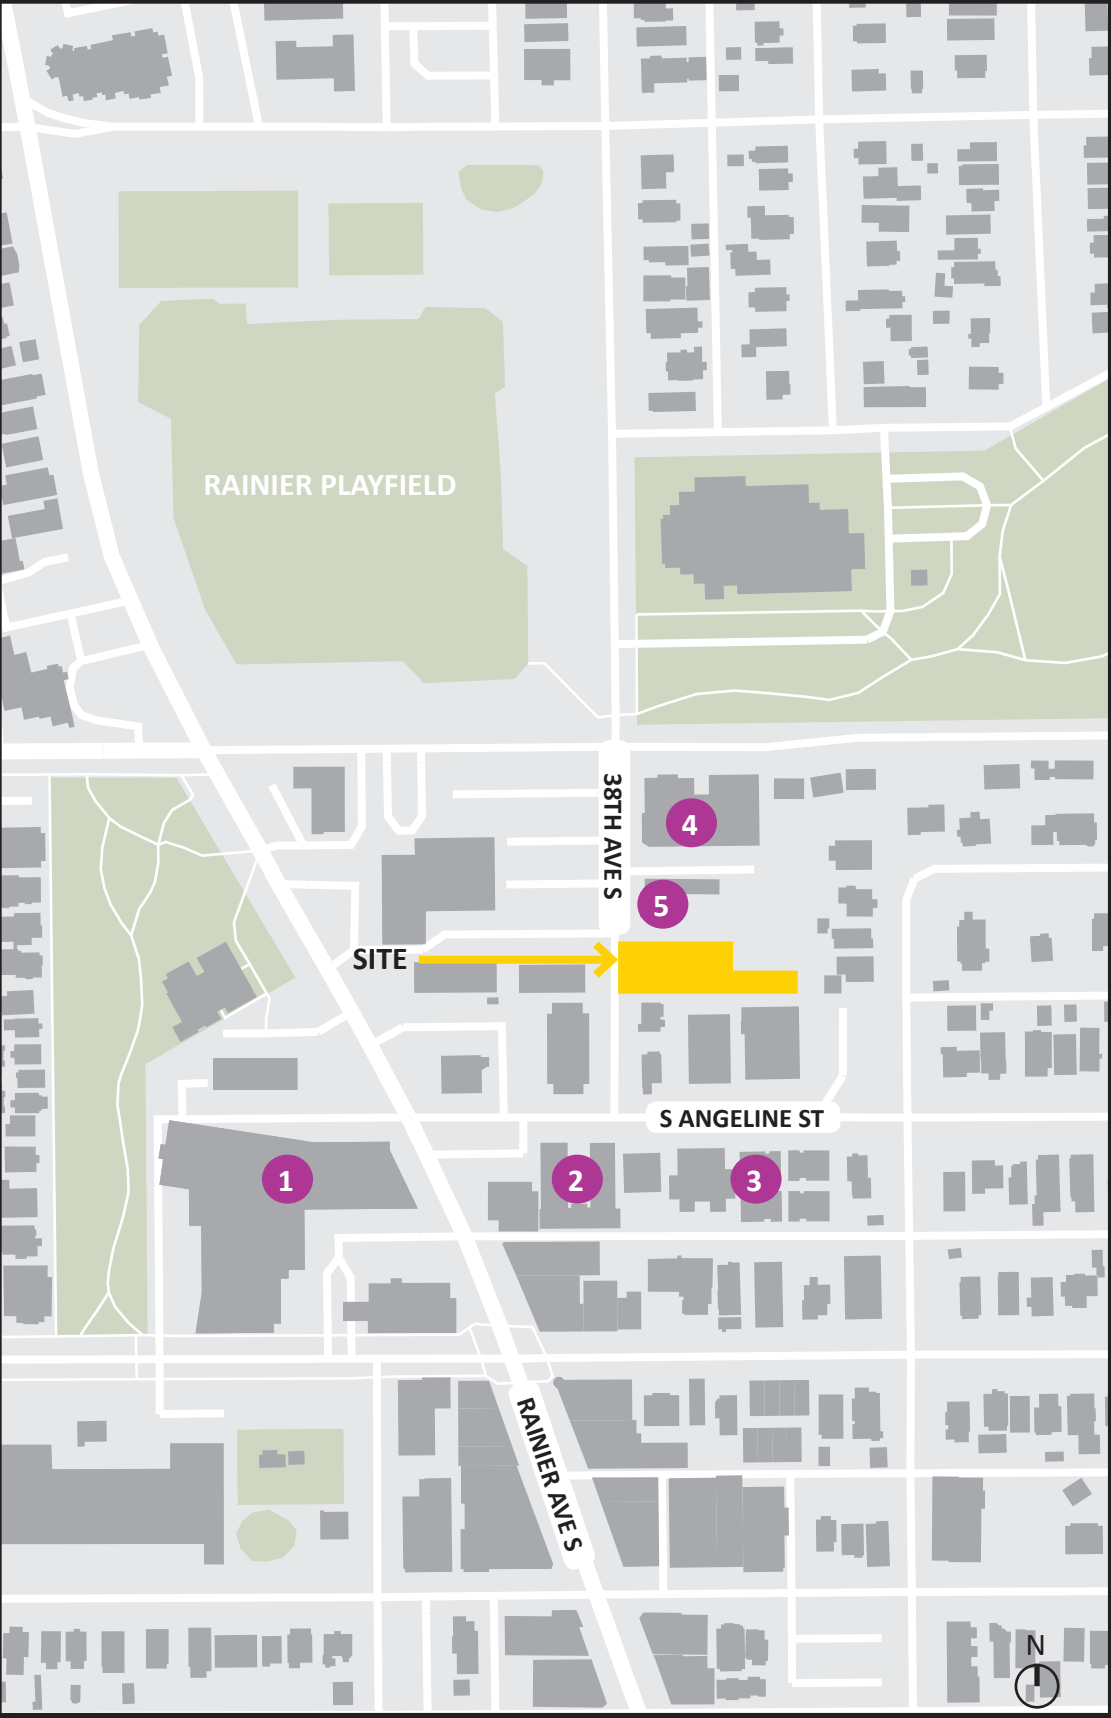 RAINIER PLAYFIELD
38TH AVE S
4
5
SITE
S ANGELINE ST
1
2
3
RAINIER AVE S
N